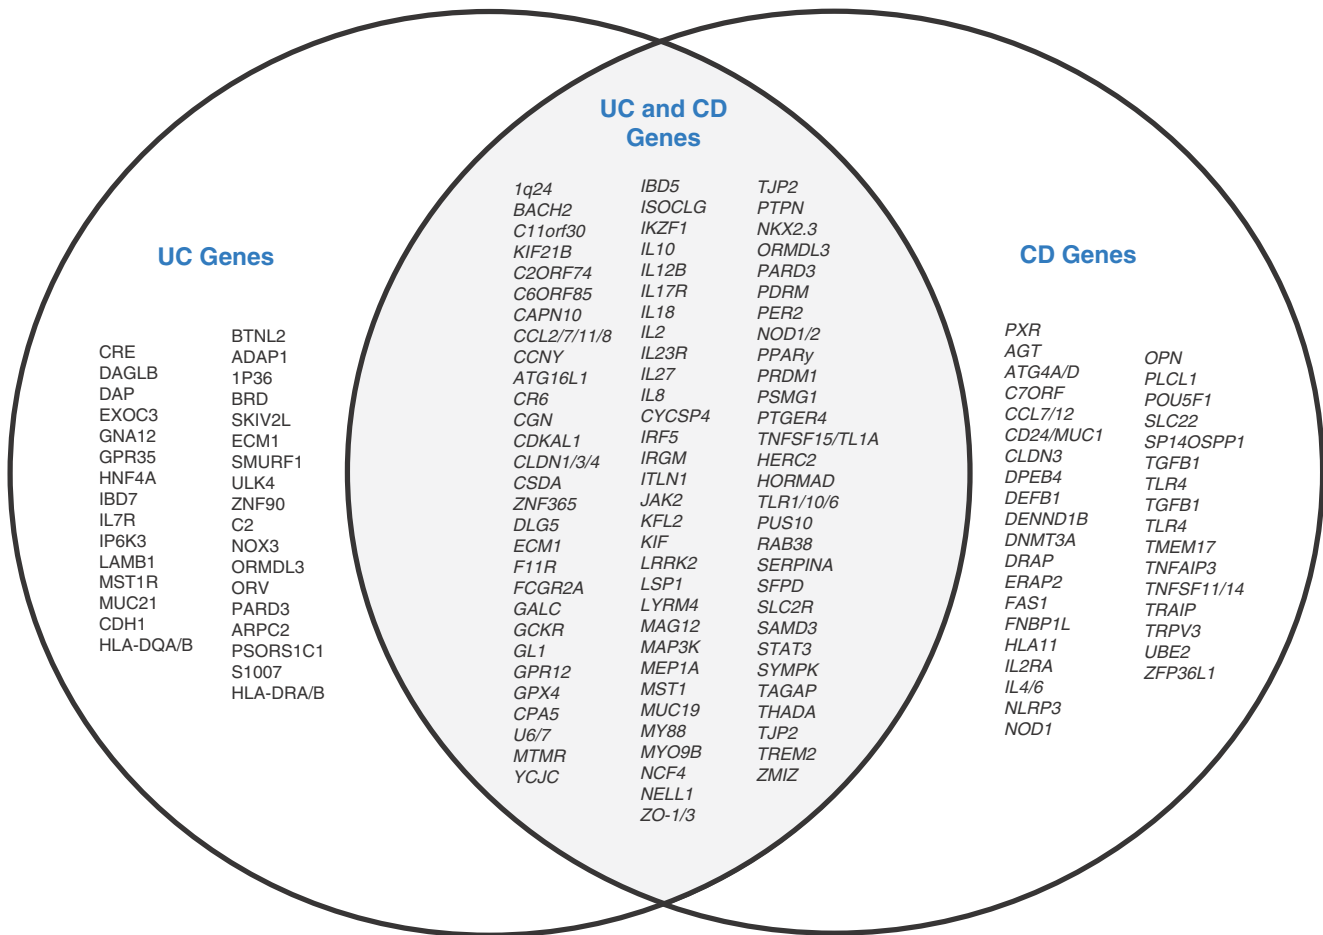 UC and CD
Genes
UC Genes
CD Genes
CRE
DAGLB
DAP
EXOC3
GNA12
GPR35
HNF4A
IBD7
IL7R
IP6K3
LAMB1
MST1R
MUC21
CDH1
HLA-DQA/B
BTNL2
ADAP1
1P36
BRD
SKIV2L
ECM1
SMURF1
ULK4
ZNF90
C2
NOX3
ORMDL3
ORV
PARD3
ARPC2
PSORS1C1
S1007
HLA-DRA/B
1q24
BACH2
C11orf30
KIF21B
C2ORF74
C6ORF85
CAPN10
CCL2/7/11/8
CCNY
ATG16L1
CR6
CGN
CDKAL1
CLDN1/3/4
CSDA
ZNF365
DLG5
ECM1
F11R
FCGR2A
GALC
GCKR
GL1
GPR12
GPX4
CPA5
U6/7
MTMR
YCJC
IBD5
ISOCLG
IKZF1
IL10
IL12B
IL17R
IL18
IL2
IL23R
IL27
IL8
CYCSP4
IRF5
IRGM
ITLN1
JAK2
KFL2
KIF
LRRK2
LSP1
LYRM4
MAG12
MAP3K
MEP1A
MST1
MUC19
MY88
MYO9B
NCF4
NELL1
ZO-1/3
TJP2
PTPN
NKX2.3
ORMDL3
PARD3
PDRM
PER2
NOD1/2
PPARy
PRDM1
PSMG1
PTGER4
TNFSF15/TL1A
HERC2
HORMAD
TLR1/10/6
PUS10
RAB38
SERPINA
SFPD
SLC2R
SAMD3
STAT3
SYMPK
TAGAP
THADA
TJP2
TREM2
ZMIZ
PXR
AGT
ATG4A/D
C7ORF
CCL7/12
CD24/MUC1
CLDN3
DPEB4
DEFB1
DENND1B
DNMT3A
DRAP
ERAP2
FAS1
FNBP1L
HLA11
IL2RA
IL4/6
NLRP3
NOD1
OPN
PLCL1
POU5F1
SLC22
SP14OSPP1
TGFB1
TLR4
TGFB1
TLR4
TMEM17
TNFAIP3
TNFSF11/14
TRAIP
TRPV3
UBE2
ZFP36L1